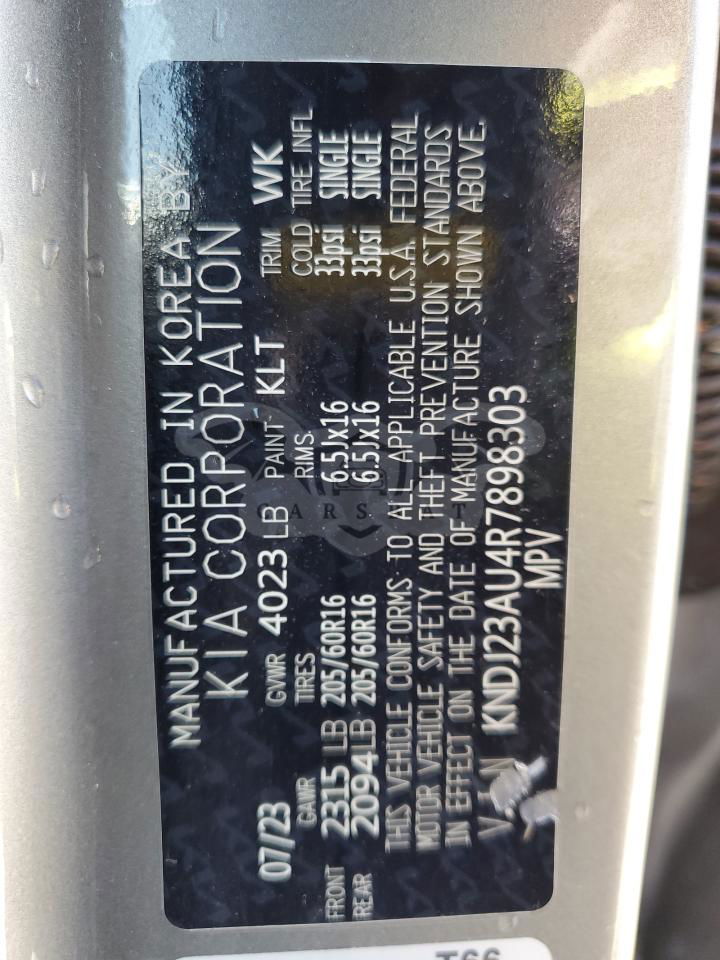 MANUFACTURED IN KOREA BY
KIA CORPORATION
07/23 GVWR 4023 LB PAINT KLT TRIM WK
GAWR TIRES RIMS COLD TIRE INFL
FRONT 2315 LB 205/60R16 6.5Jx16 33psi SINGLE
REAR 2094 LB 205/60R16 6.5Jx16 33psi SINGLE
THIS VEHICLE CONFORMS TO ALL APPLICABLE U.S.A. FEDERAL
MOTOR VEHICLE SAFETY AND THEFT PREVENTION STANDARDS
IN EFFECT ON THE DATE OF MANUFACTURE SHOWN ABOVE.
V.I.N KNDJ23AU4R7898303
MPV
T66